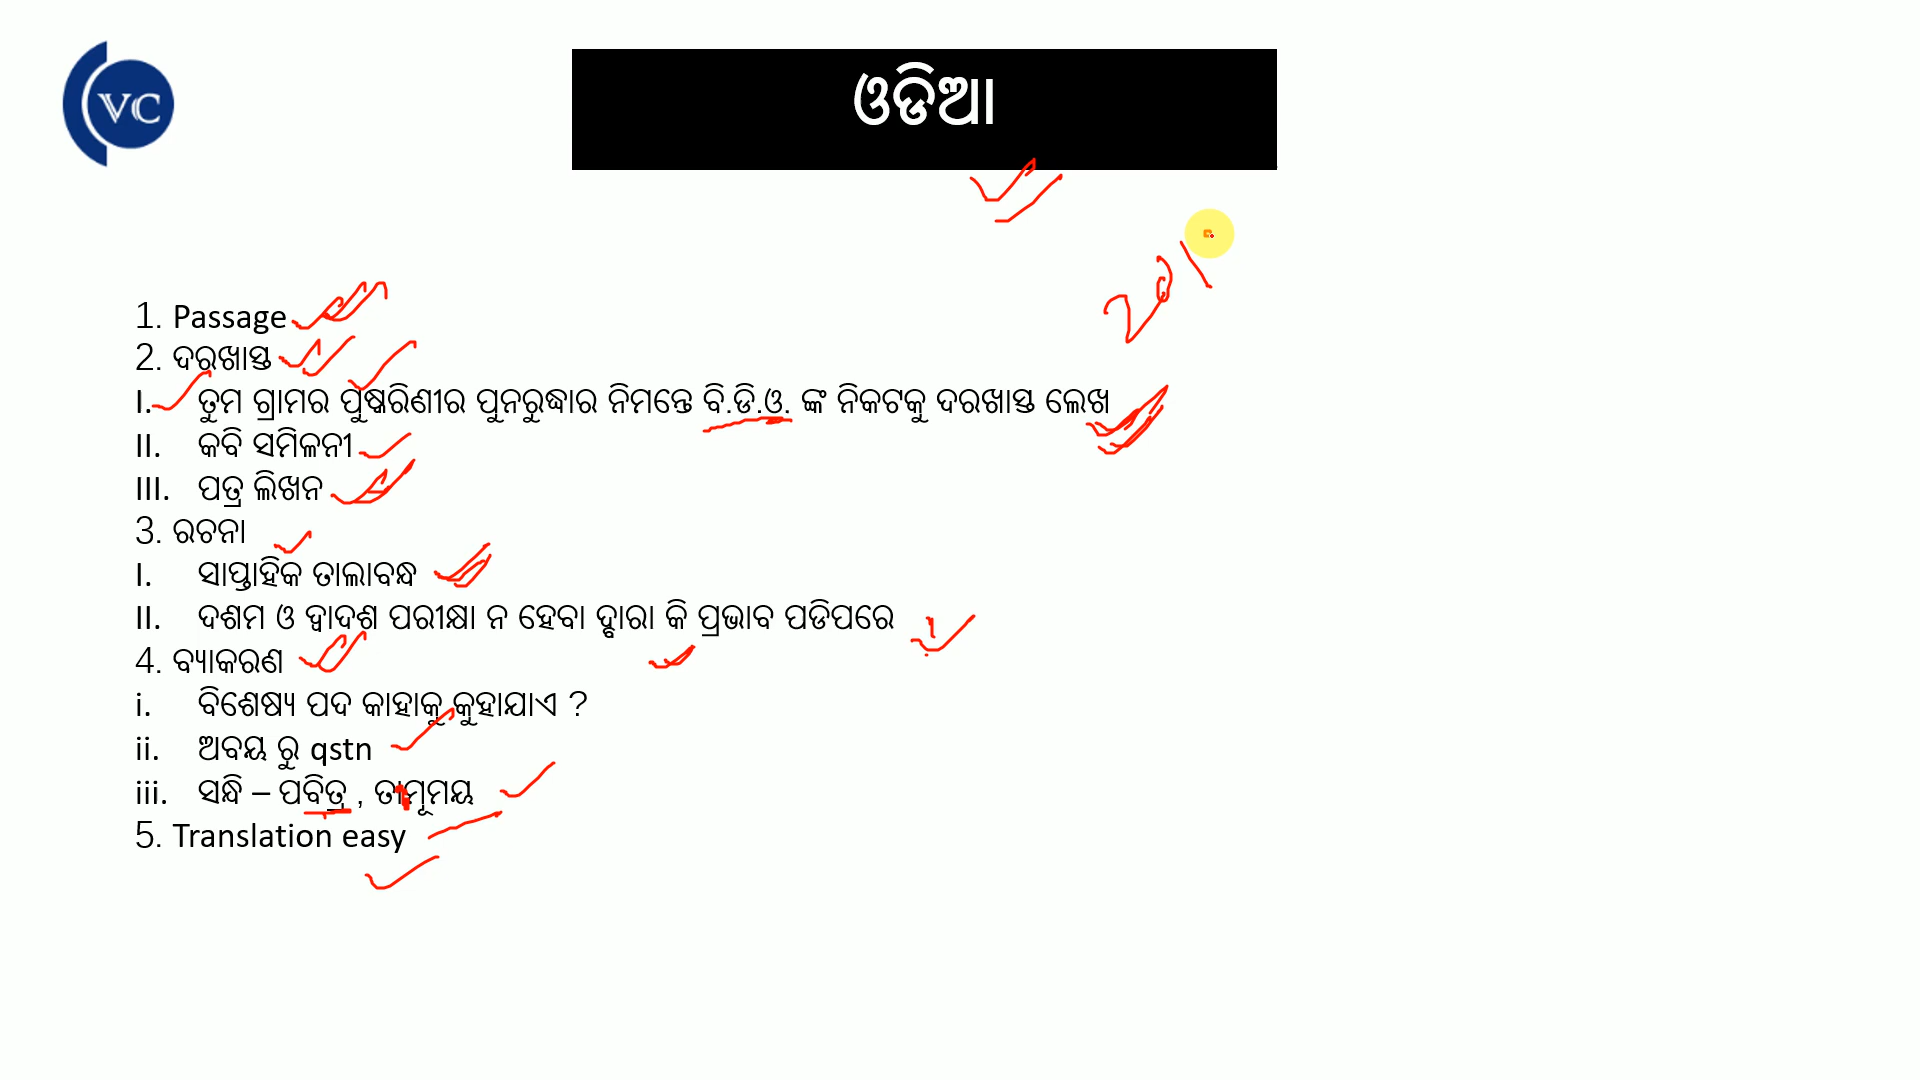 VC
ଓଡିଆ
201
1. Passage
2. ଦରଖାସ୍ତ
I. ତୁମ ଗ୍ରାମର ପୁଷ୍କରିଣୀର ପୁନରୁଦ୍ଧାର ନିମନ୍ତେ ବି.ଡି.ଓ. ଙ୍କ ନିକଟକୁ ଦରଖାସ୍ତ ଲେଖ
II. କବି ସମିଳନୀ
III. ପତ୍ର ଲିଖନ
3. ରଚନା
I. ସାପ୍ତାହିକ ତାଲାବନ୍ଧ
II. ଦଶମ ଓ ଦ୍ଵାଦଶ ପରୀକ୍ଷା ନ ହେବା ଦ୍ବାରା କି ପ୍ରଭାବ ପଡିପରେ
4. ବ୍ୟାକରଣ
i. ବିଶେଷ୍ୟ ପଦ କାହାକୁ କୁହାଯାଏ ?
ii. ଅବୟ ରୁ qstn
iii. ସନ୍ଧି – ପବିତ୍ର ,
5. Translation easy